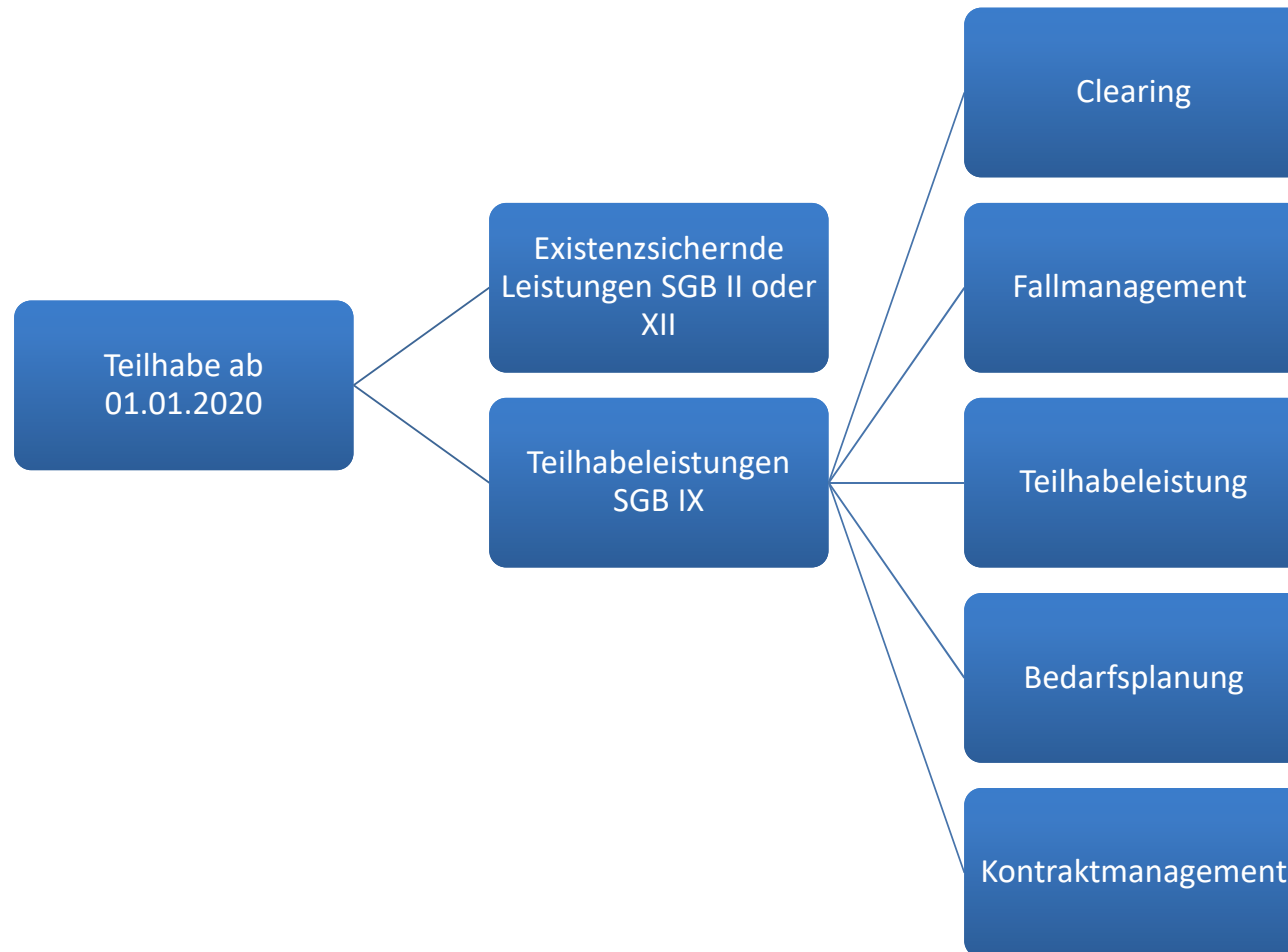 Teilhabe ab
01.01.2020
Existenzsichernde
Leistungen SGB II oder
XII
Teilhabeleistungen
SGB IX
Clearing
Fallmanagement
Teilhabeleistung
Bedarfsplanung
Kontraktmanagement